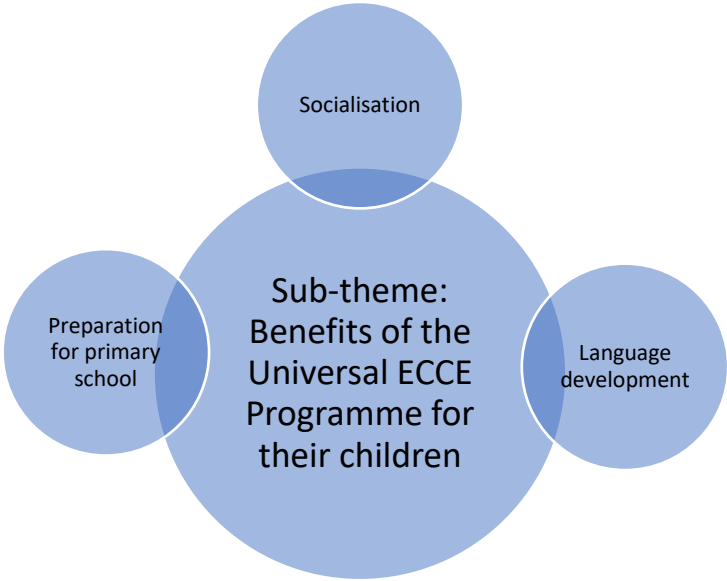 Socialisation
Sub-theme:
Benefits of the
Universal ECCE
Programme for
their children
Preparation
for primary
school
Language
development